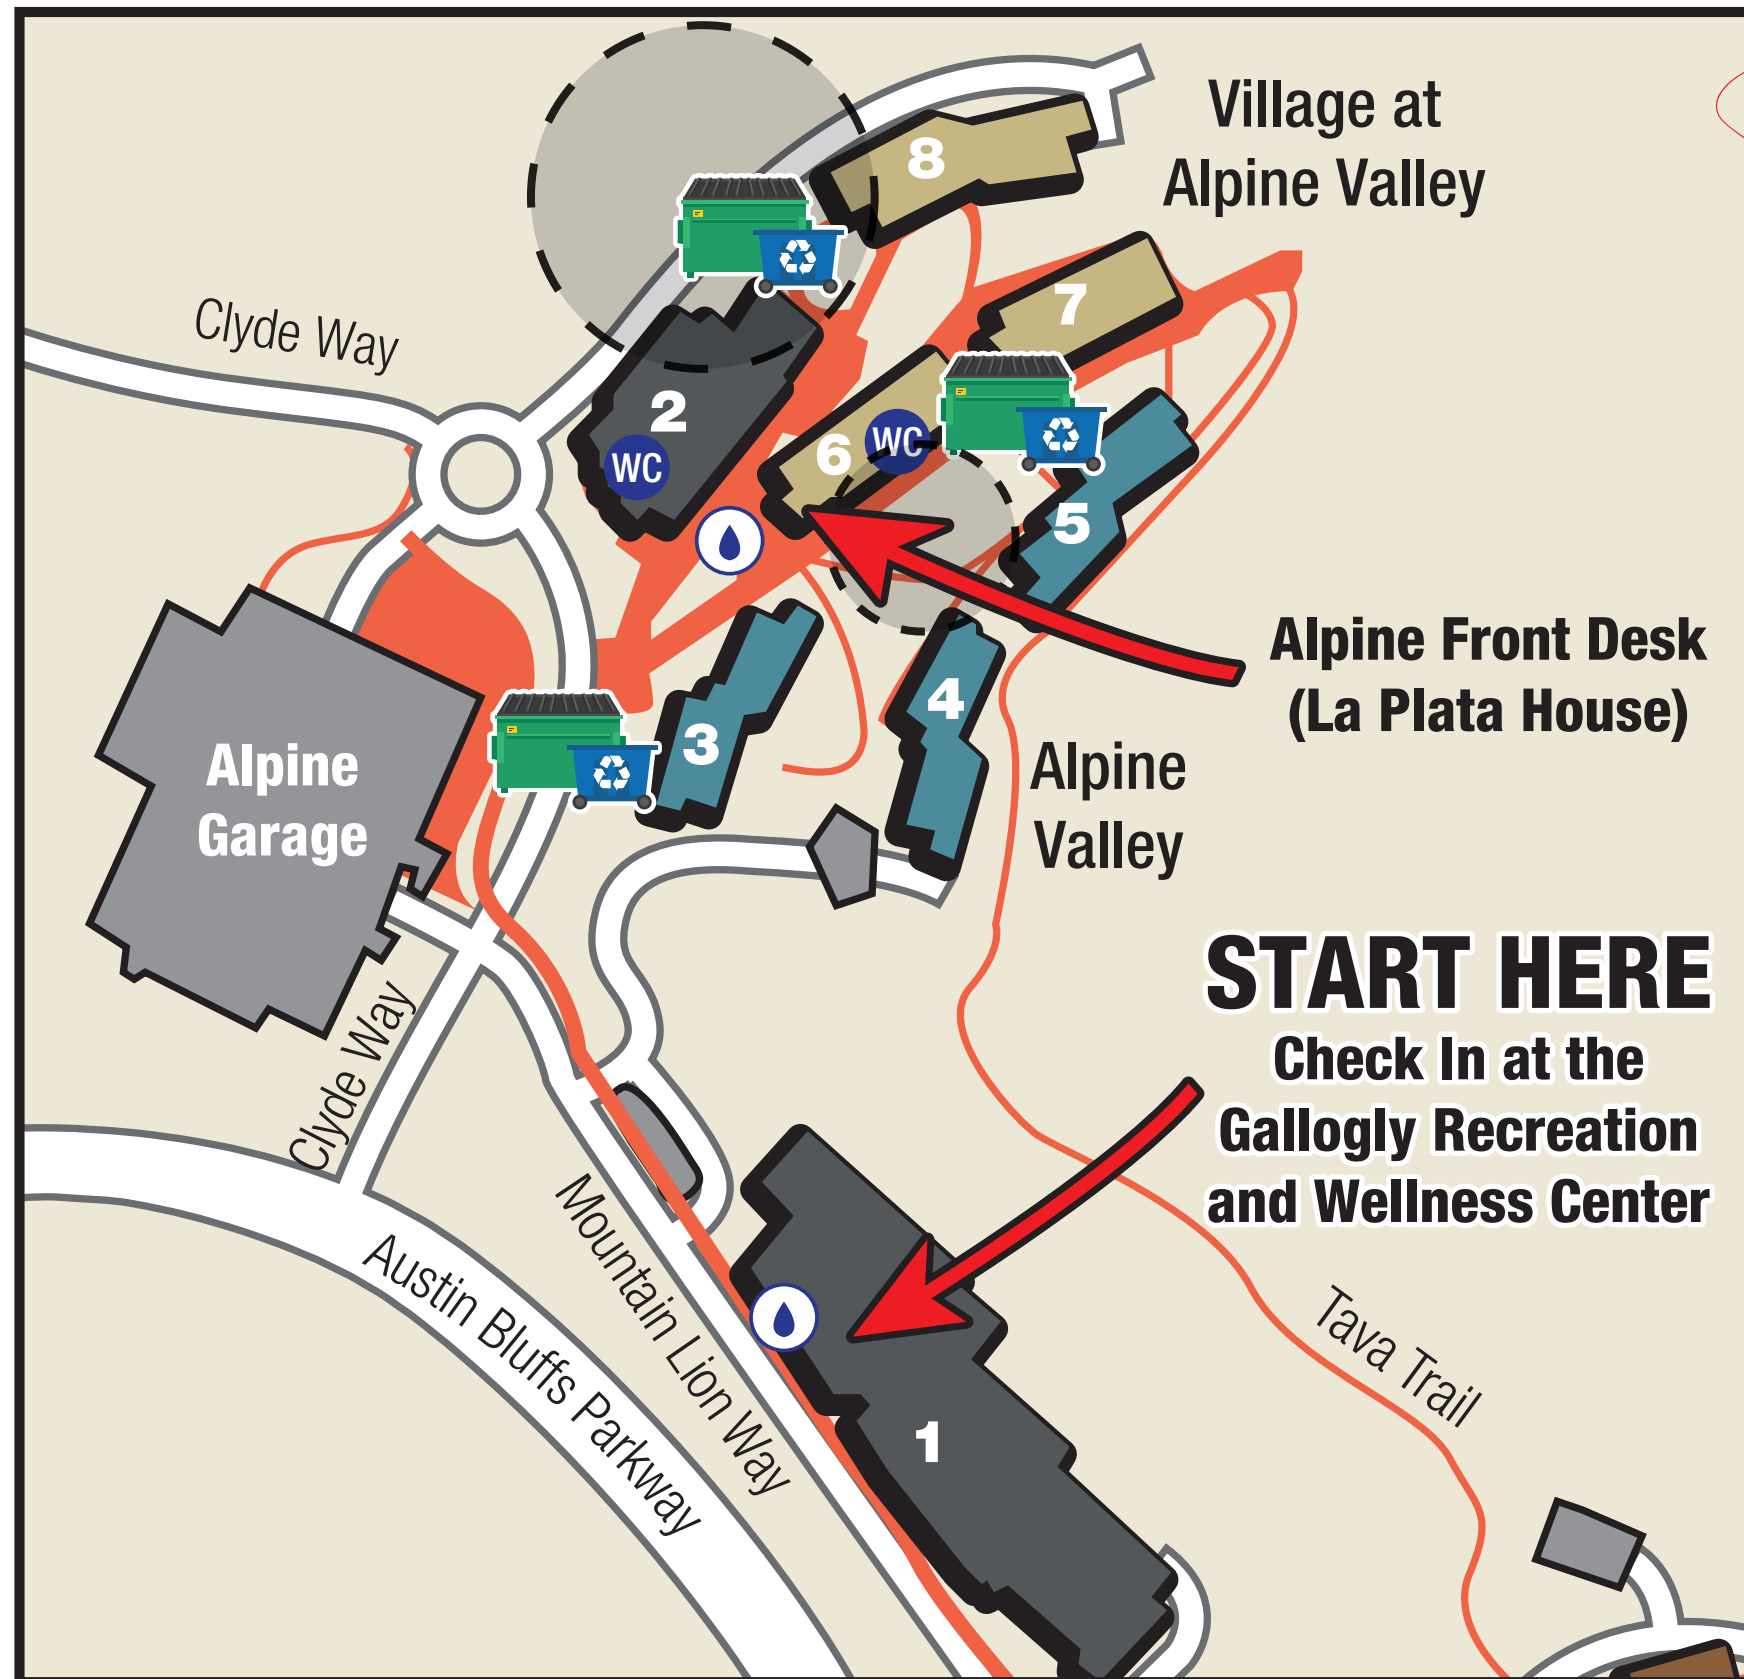 Village at
Alpine Valley
8
7
Clyde Way
2
WC
6
WC
5
Alpine Front Desk
(La Plata House)
4
3
Alpine
Garage
Alpine
Valley
START HERE
Check In at the
Gallogly Recreation
and Wellness Center
Clyde Way
Mountain Lion Way
Austin Bluffs Parkway
Tava Trail
1